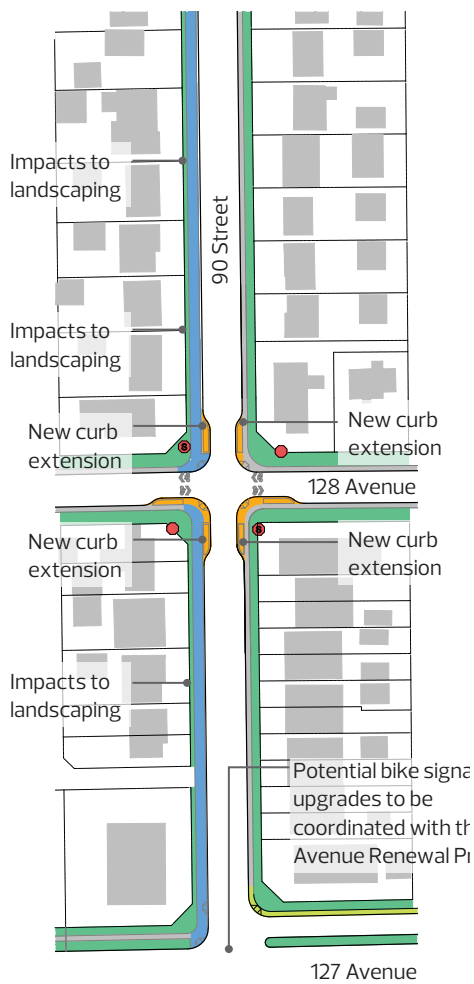 Impacts to
landscaping
90 Street
Impacts to
landscaping
New curb
extension
S
New curb
extension
128 Avenue
New curb
extension
S
New curb
extension
Impacts to
landscaping
Potential bike signa
upgrades to be
coordinated with th
Avenue Renewal Pr
127 Avenue